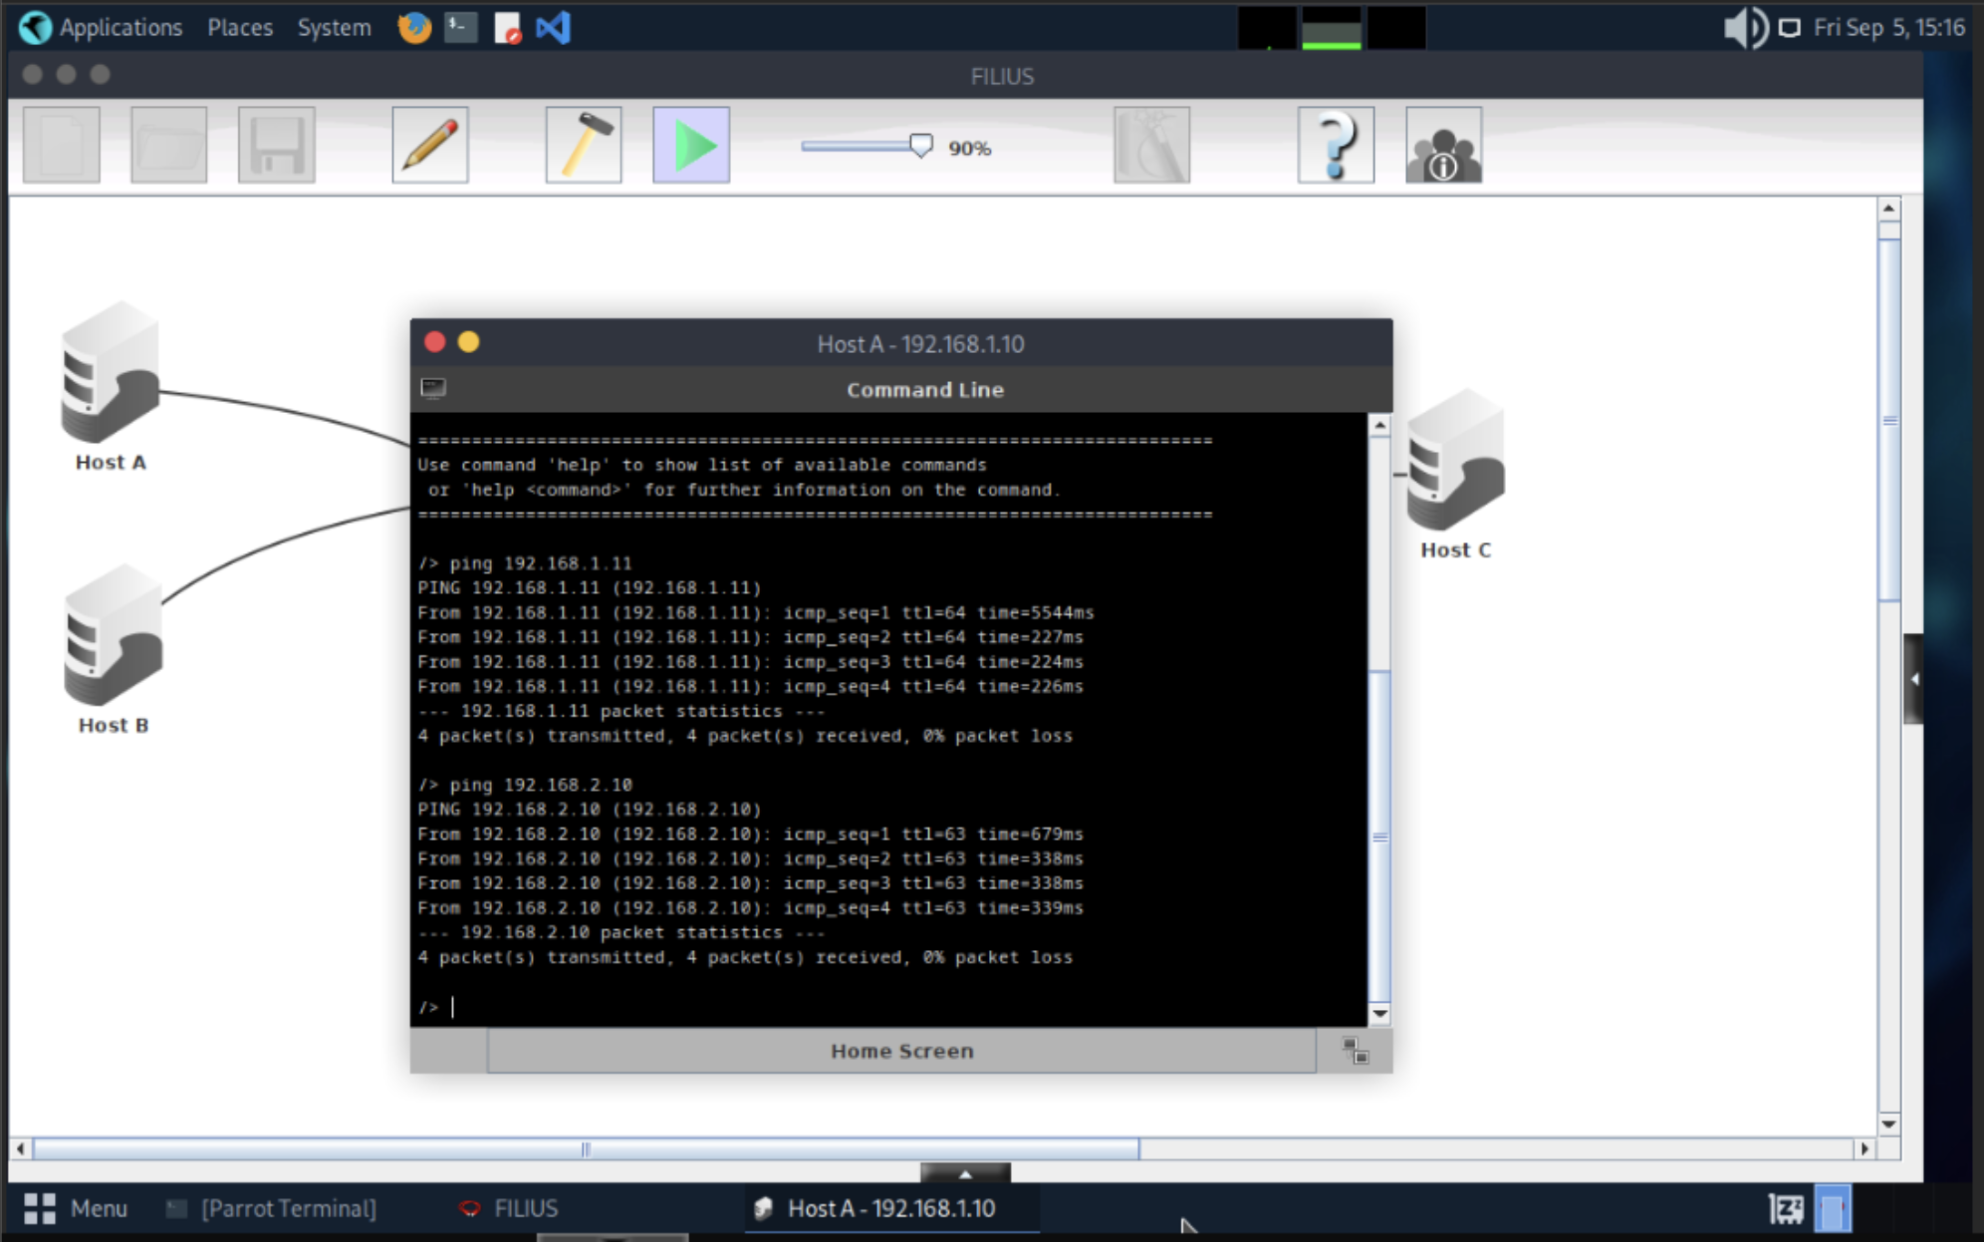 Applications Places System
Fri Sep 5, 15:16
FILIUS
90%
Host A - 192.168.1.10
Command Line
==========================================================================
Use command 'help' to show list of available commands
or 'help <command>' for further information on the command.
==========================================================================
/> ping 192.168.1.11
PING 192.168.1.11 (192.168.1.11)
From 192.168.1.11 (192.168.1.11): icmp_seq=1 ttl=64 time=5544ms
From 192.168.1.11 (192.168.1.11): icmp_seq=2 ttl=64 time=227ms
From 192.168.1.11 (192.168.1.11): icmp_seq=3 ttl=64 time=224ms
From 192.168.1.11 (192.168.1.11): icmp_seq=4 ttl=64 time=226ms
--- 192.168.1.11 packet statistics ---
4 packet(s) transmitted, 4 packet(s) received, 0% packet loss
/> ping 192.168.2.10
PING 192.168.2.10 (192.168.2.10)
From 192.168.2.10 (192.168.2.10): icmp_seq=1 ttl=63 time=679ms
From 192.168.2.10 (192.168.2.10): icmp_seq=2 ttl=63 time=338ms
From 192.168.2.10 (192.168.2.10): icmp_seq=3 ttl=63 time=338ms
From 192.168.2.10 (192.168.2.10): icmp_seq=4 ttl=63 time=339ms
--- 192.168.2.10 packet statistics ---
4 packet(s) transmitted, 4 packet(s) received, 0% packet loss
/>
Home Screen
Host A
Host B
Host C
Menu [Parrot Terminal] FILIUS Host A - 192.168.1.10